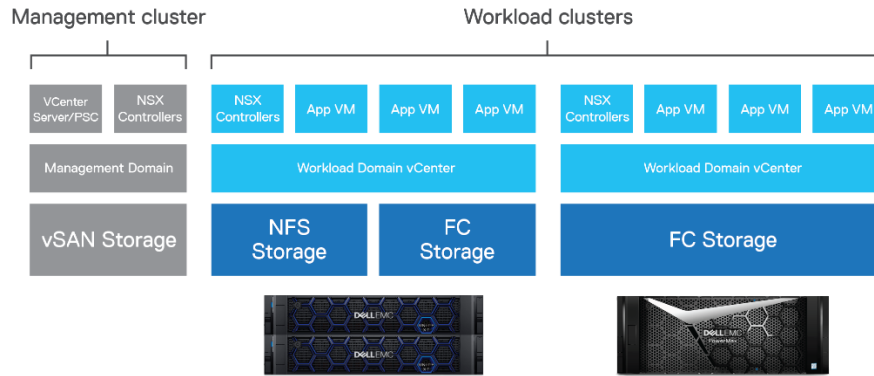 Management cluster
Workload clusters
VCenter
Server/PSC
NSX
Controllers
NSX
Controllers
App VM
App VM
App VM
NSX
Controllers
App VM
App VM
App VM
Management Domain
Workload Domain vCenter
Workload Domain vCenter
vSAN Storage
NFS
Storage
FC
Storage
FC Storage
DELLEMC
DELLEMC
DELLEMC
PowerMax